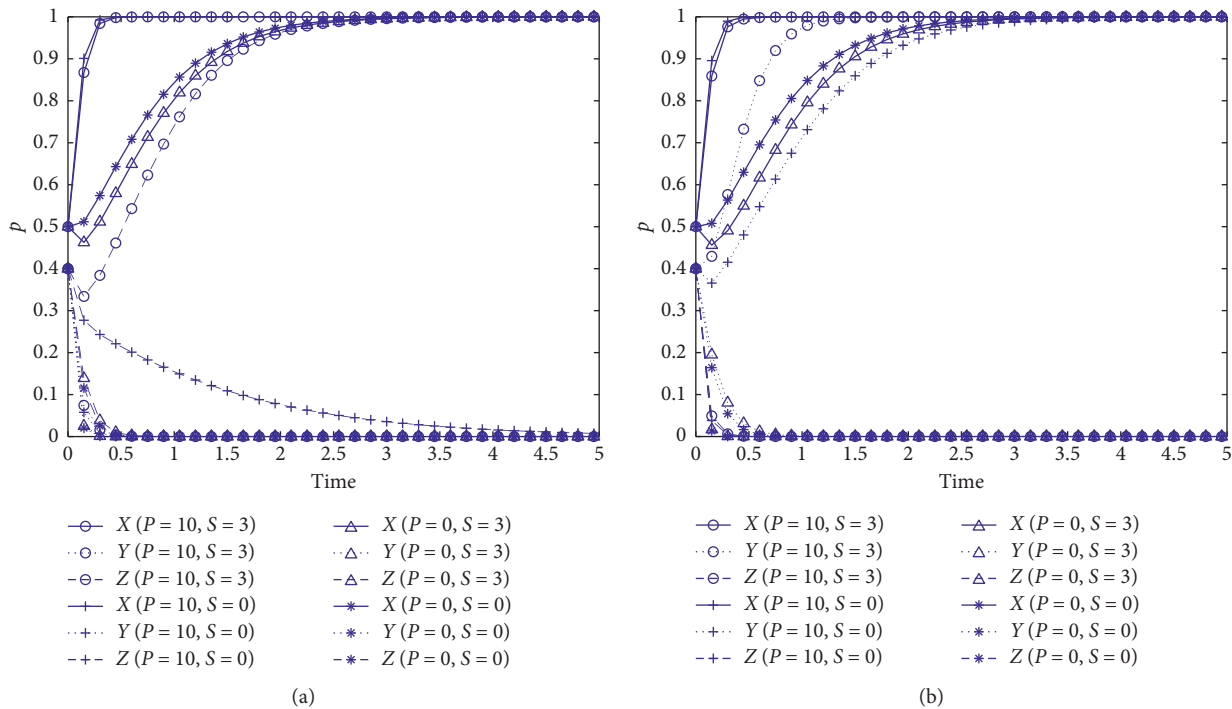 1
0.9
0.8
0.7
0.6
0.5
0.4
0.3
0.2
0.1
0
p
0 0.5 1 1.5 2 2.5 3 3.5 4 4.5 5
Time
X (P = 10, S = 3)
Y (P = 10, S = 3)
Z (P = 10, S = 3)
X (P = 10, S = 0)
Y (P = 10, S = 0)
Z (P = 10, S = 0)
X (P = 0, S = 3)
Y (P = 0, S = 3)
Z (P = 0, S = 3)
X (P = 0, S = 0)
Y (P = 0, S = 0)
Z (P = 0, S = 0)
(a)
1
0.9
0.8
0.7
0.6
0.5
0.4
0.3
0.2
0.1
0
p
0 0.5 1 1.5 2 2.5 3 3.5 4 4.5 5
Time
X (P = 10, S = 3)
Y (P = 10, S = 3)
Z (P = 10, S = 3)
X (P = 10, S = 0)
Y (P = 10, S = 0)
Z (P = 10, S = 0)
X (P = 0, S = 3)
Y (P = 0, S = 3)
Z (P = 0, S = 3)
X (P = 0, S = 0)
Y (P = 0, S = 0)
Z (P = 0, S = 0)
(b)